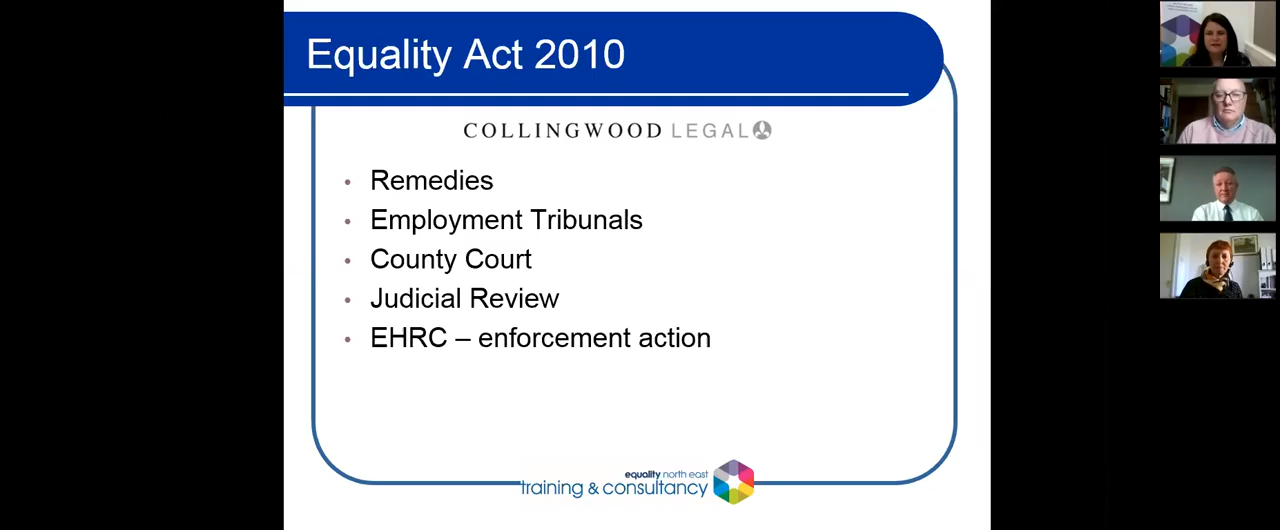 Equality Act 2010
COLLINGWOOD LEGAL
• Remedies
• Employment Tribunals
• County Court
• Judicial Review
• EHRC – enforcement action
equality north east
training & consultancy